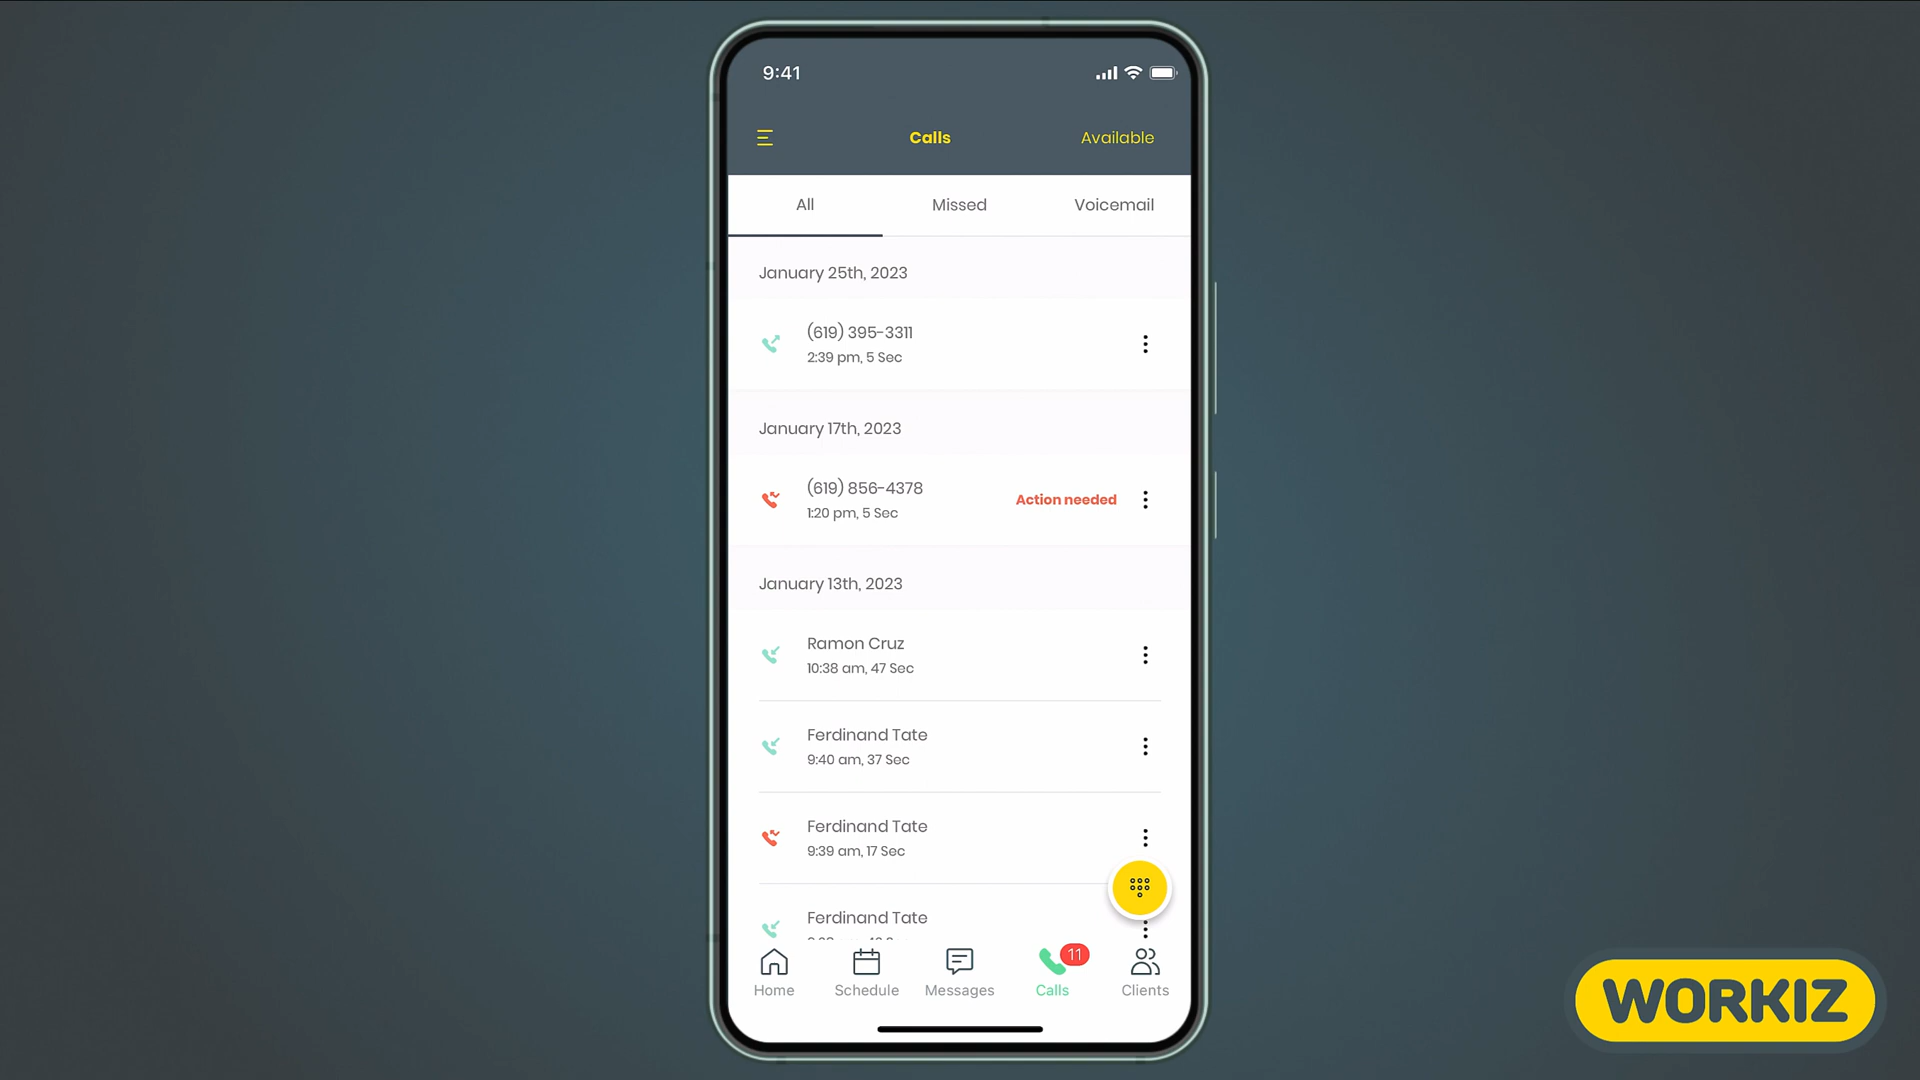 9:41
Calls
Available
All
Missed
Voicemail
January 25th, 2023
(619) 395-3311
2:39 pm, 5 Sec
January 17th, 2023
(619) 856-4378
1:20 pm, 5 Sec
Action needed
January 13th, 2023
Ramon Cruz
10:38 am, 47 Sec
Ferdinand Tate
9:40 am, 37 Sec
Ferdinand Tate
9:39 am, 17 Sec
Ferdinand Tate
11
Home
Schedule
Messages
Calls
Clients
WORKIZ